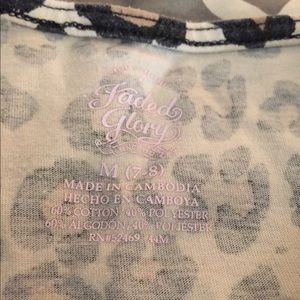 Faded
Glory
M (7-8)
MADE IN CAMBODIA
HECHO EN CAMBOYA
60% COTTON 40% POLYESTER
60% ALGODÓN 40% POLIESTER
RN#52469